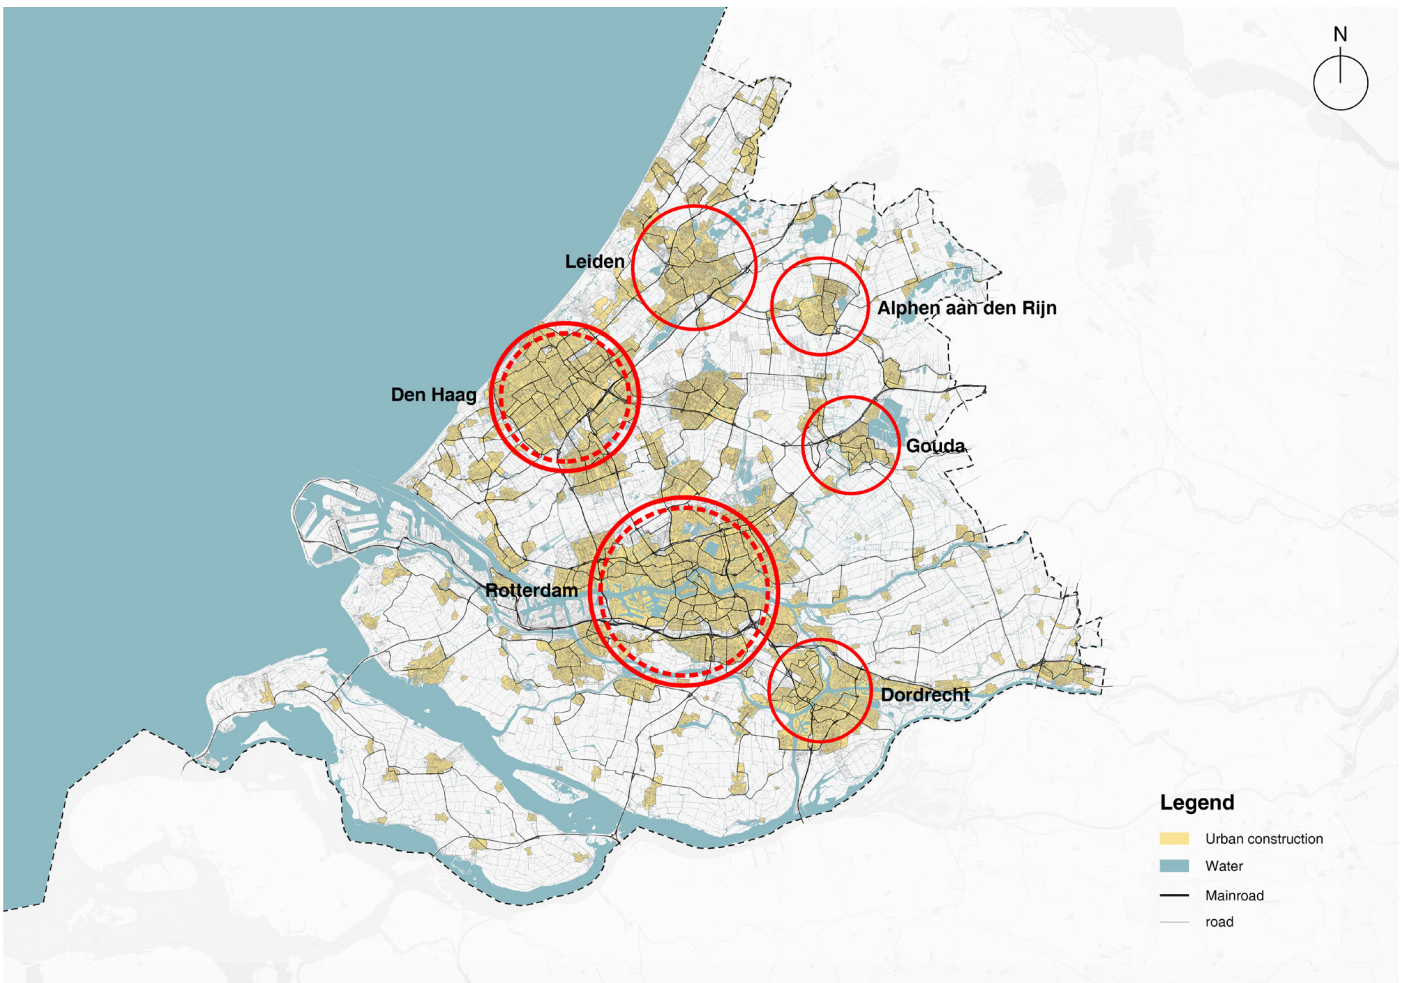 N
Leiden
Alphen aan den Rijn
Den Haag
Gouda
Rotterdam
Dordrecht
Legend
Urban construction
Water
Mainroad
road